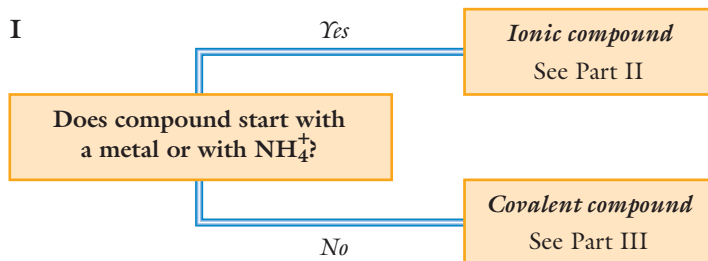 I
Yes
Ionic compound
See Part II
Does compound start with
a metal or with NH₄⁺?
Covalent compound
See Part III
No